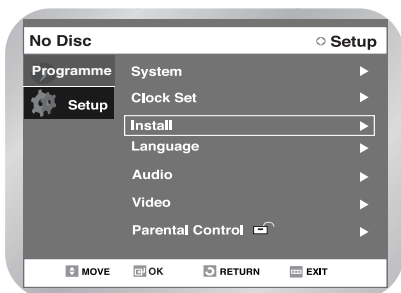 No Disc
Setup
Programme
Setup
System
Clock Set
Install
Language
Audio
Video
Parental Control
MOVE OK RETURN EXIT